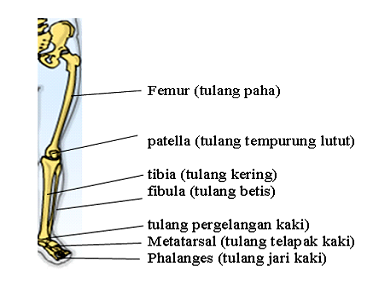 Femur (tulang paha)
patella (tulang tempurung lutut)
tibia (tulang kering)
fibula (tulang betis)
tulang pergelangan kaki)
Metatarsal (tulang telapak kaki)
Phalanges (tulang jari kaki)